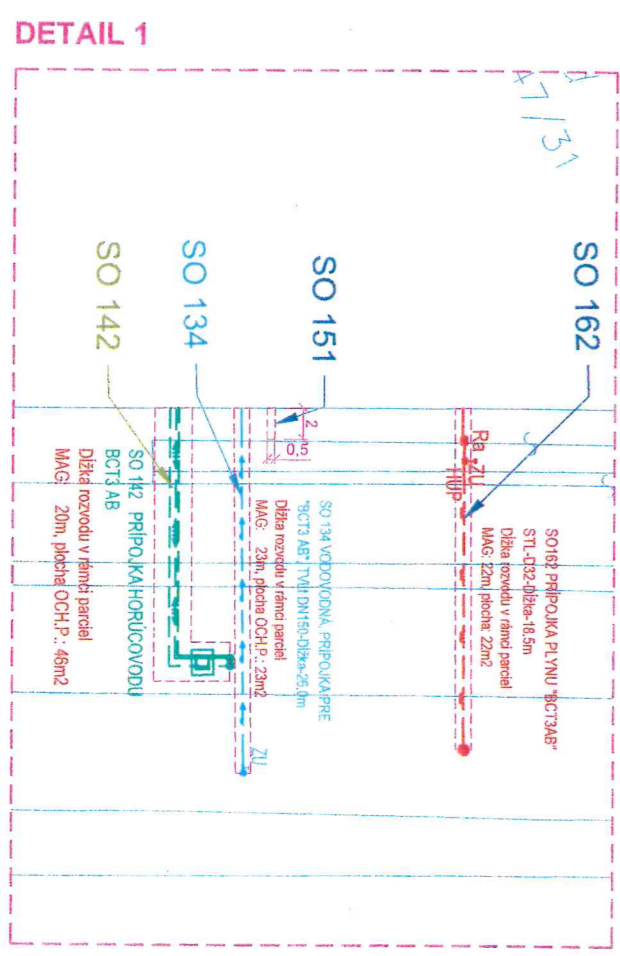 DETAIL 1
47/31
SO 162
SO 151
SO 134
SO 142
Ra ZU
HUP
2
0,5
SO162 PRÍPOJKA PLYNU "BCT3AB"
STL-D32-Dĺžka-18.5m
Dĺžka rozvodu v rámci parciel
MAG: 22m, plocha: 22m2
SO 134 VODOVODNÁ PRÍPOJKA PRE
"BCT3 AB", TVlt DN150-Dĺžka-25,0m
Dĺžka rozvodu v rámci parciel
MAG: 23m, plocha OCH.P.: 23m2
ZU
SO 142 PRÍPOJKA HORÚCOVODU
BCT3 AB
Dĺžka rozvodu v rámci parciel
MAG: 20m, plocha OCH.P.: 46m2